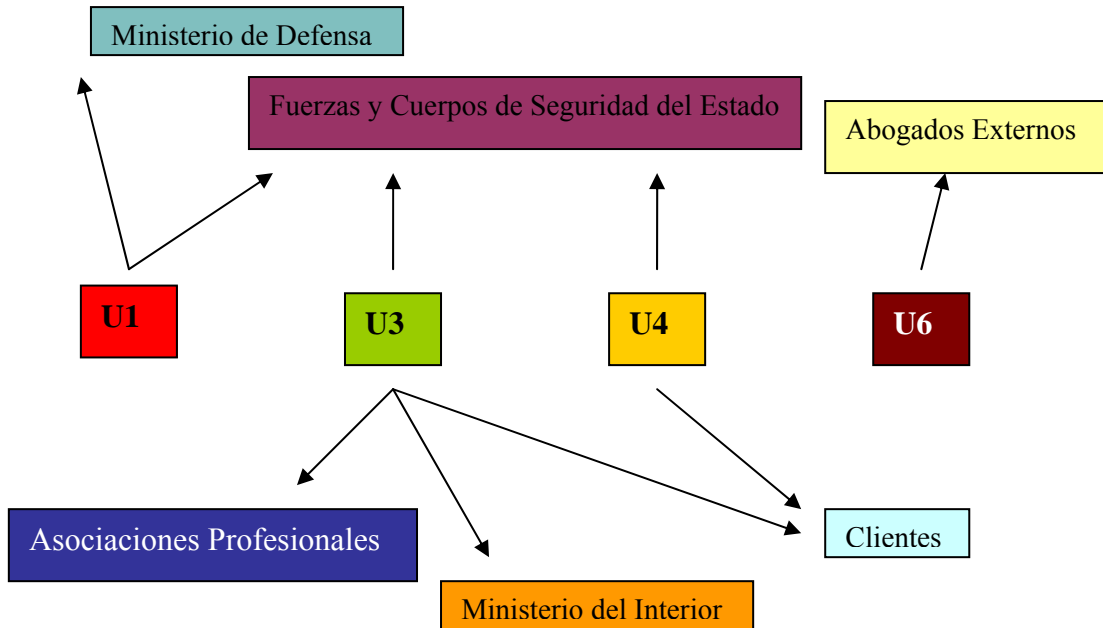 Ministerio de Defensa
Fuerzas y Cuerpos de Seguridad del Estado
Abogados Externos
U1
U3
U4
U6
Asociaciones Profesionales
Clientes
Ministerio del Interior